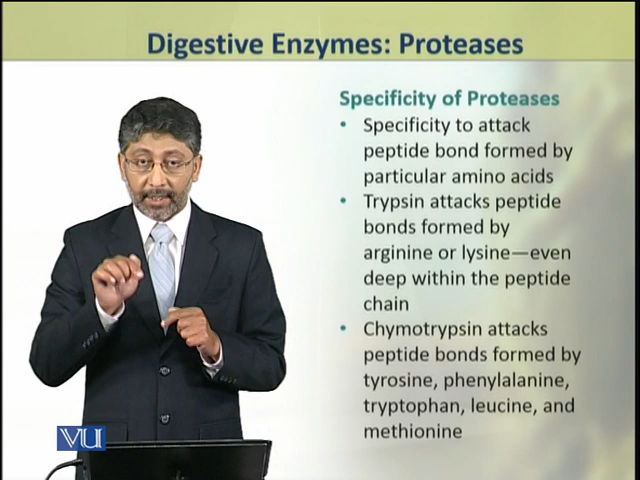 Digestive Enzymes: Proteases
Specificity of Proteases
• Specificity to attack
peptide bond formed by
particular amino acids
• Trypsin attacks peptide
bonds formed by
arginine or lysine—even
deep within the peptide
chain
• Chymotrypsin attacks
peptide bonds formed by
tyrosine, phenylalanine,
tryptophan, leucine, and
methionine
VU